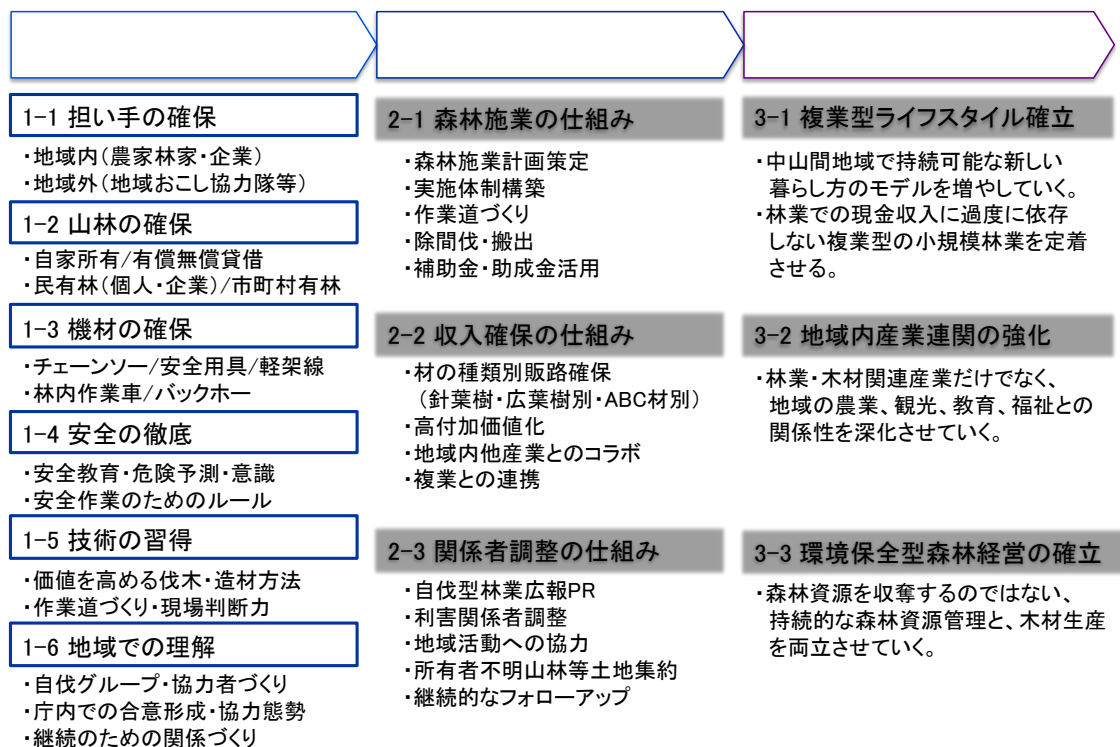 1-1 担い手の確保
・地域内（農家林家・企業）
・地域外（地域おこし協力隊等）
1-2 山林の確保
・自家所有/有償無償貸借
・民有林（個人・企業）/市町村有林
1-3 機材の確保
・チェーンソー/安全用具/軽架線
・林内作業車/バックホー
1-4 安全の徹底
・安全教育・危険予測・意識
・安全作業のためのルール
1-5 技術の習得
・価値を高める伐木・造材方法
・作業道づくり・現場判断力
1-6 地域での理解
・自伐グループ・協力者づくり
・庁内での合意形成・協力態勢
・継続のための関係づくり
2-1 森林施業の仕組み
・森林施業計画策定
・実施体制構築
・作業道づくり
・除間伐・搬出
・補助金・助成金活用
2-2 収入確保の仕組み
・材の種類別販路確保
（針葉樹・広葉樹別・ABC材別）
・高付加価値化
・地域内他産業とのコラボ
・複業との連携
2-3 関係者調整の仕組み
・自伐型林業広報PR
・利害関係者調整
・地域活動への協力
・所有者不明山林等土地集約
・継続的なフォローアップ
3-1 複業型ライフスタイル確立
・中山間地域で持続可能な新しい
暮らし方のモデルを増やしていく。
・林業での現金収入に過度に依存
しない複業型の小規模林業を定着
させる。
3-2 地域内産業連関の強化
・林業・木材関連産業だけでなく、
地域の農業、観光、教育、福祉との
関係性を深化させていく。
3-3 環境保全型森林経営の確立
・森林資源を収奪するのではない、
持続的な森林資源管理と、木材生産
を両立させていく。